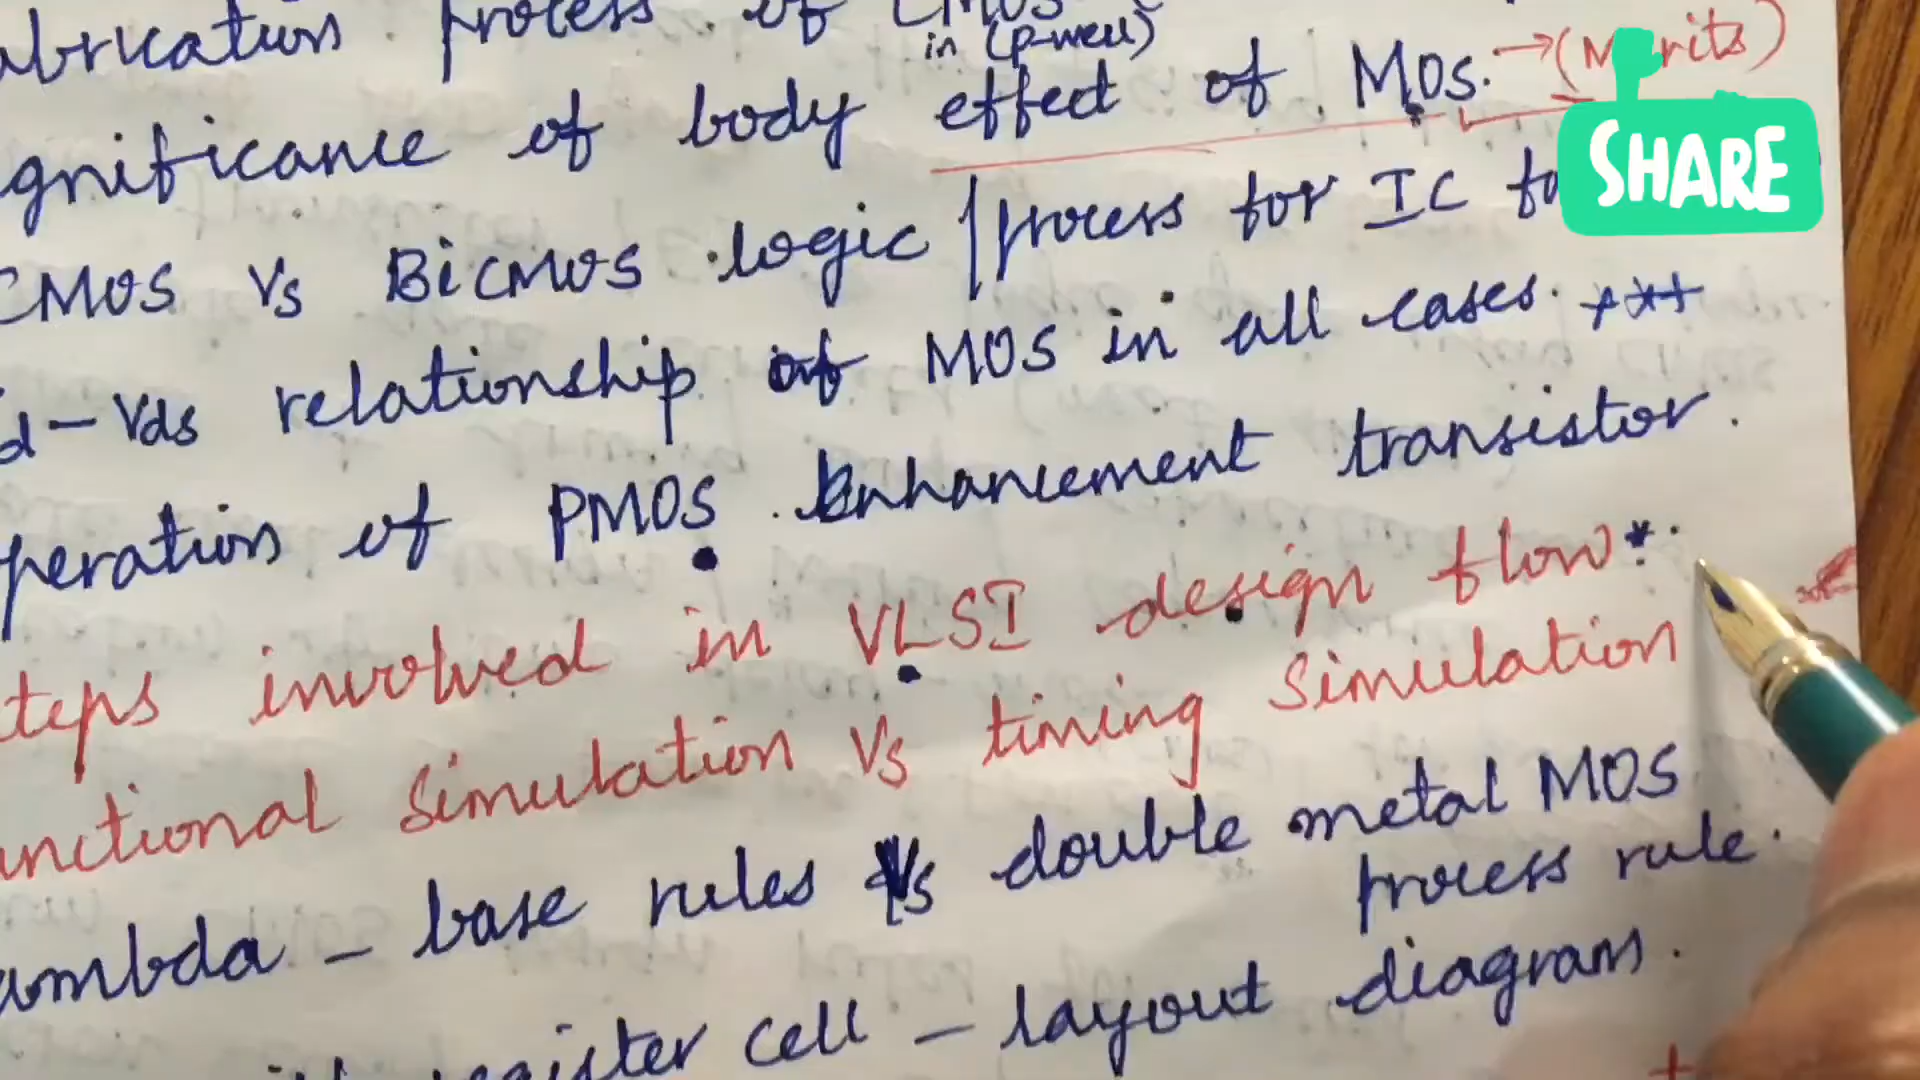 abrication process of CMOS
in (p-well)
gnificance of body effect of MOS. → (Merits)
SHARE
CMOS Vs BiCMOS logic / process for IC
d - Vds relationship of MOS in all cases. ***
peration of PMOS Enhancement transistor.
teps involved in VLSI design flow *
unctional simulation Vs timing simulation
ambda - base rules Vs double metal MOS
process rule.
register cell - layout diagram.